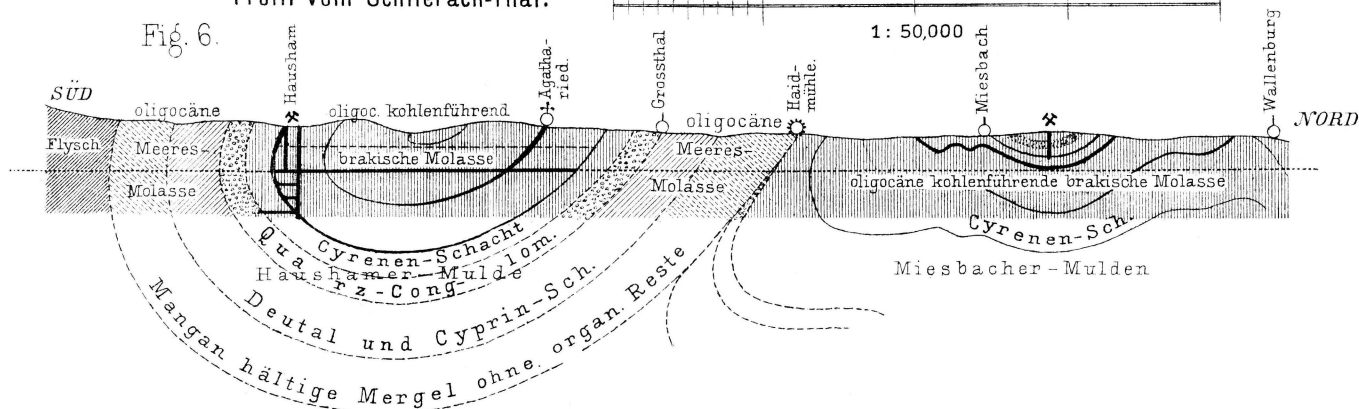 Profil vom Schlierach-Thal.
Fig. 6.
1: 50,000
SÜD
Hausham
Agatha-
ried.
Grossthal
Haid-
mühle.
Miesbach
Wallenburg
NORD
oligocäne
oligoc. kohlenführend
oligocäne
Flysch
Meeres-
brakische Molasse
Meeres-
Molasse
Molasse
oligocäne kohlenführende brakische Molasse
Cyrenen-Schacht
Cyrenen-Sch.
Quarz-Conglom.
Haushamer-Mulde
Miesbacher-Mulden
Deutal und Cyprin-Sch.
Mangan hältige Mergel ohne. organ. Reste